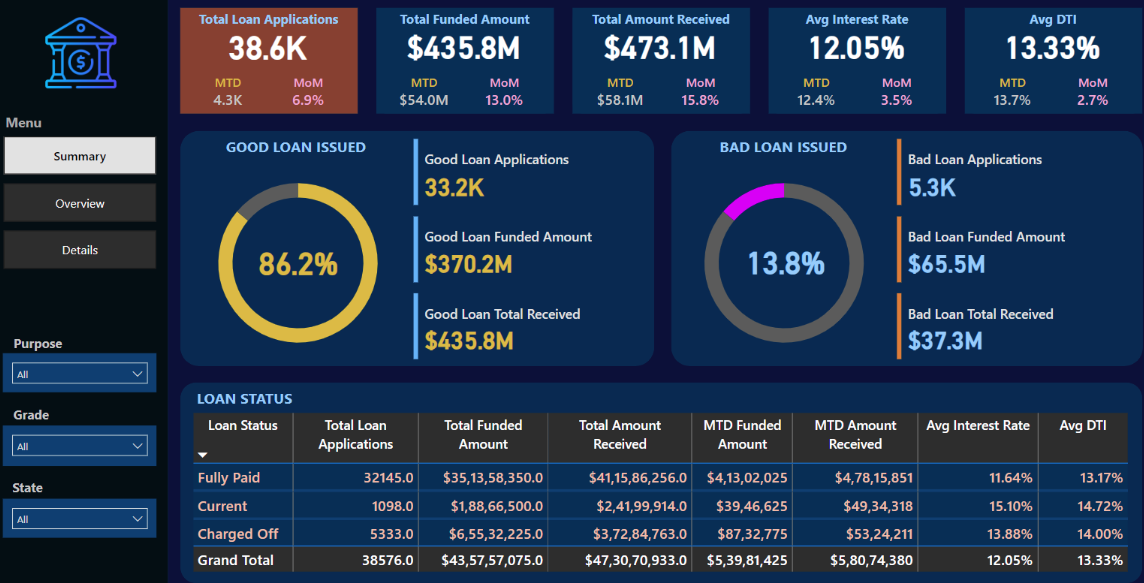 Total Loan Applications
38.6K
MTD MoM
4.3K 6.9%
Total Funded Amount
$435.8M
MTD MoM
$54.0M 13.0%
Total Amount Received
$473.1M
MTD MoM
$58.1M 15.8%
Avg Interest Rate
12.05%
MTD MoM
12.4% 3.5%
Avg DTI
13.33%
MTD MoM
13.7% 2.7%
$
Menu
Summary
Overview
Details
Purpose
All
Grade
All
State
All
GOOD LOAN ISSUED
86.2%
Good Loan Applications
33.2K
Good Loan Funded Amount
$370.2M
Good Loan Total Received
$435.8M
BAD LOAN ISSUED
13.8%
Bad Loan Applications
5.3K
Bad Loan Funded Amount
$65.5M
Bad Loan Total Received
$37.3M
LOAN STATUS
Loan Status Total Loan Applications Total Funded Amount Total Amount Received MTD Funded Amount MTD Amount Received Avg Interest Rate Avg DTI
Fully Paid 32145.0 $35,13,58,350.0 $41,15,86,256.0 $4,13,02,025 $4,78,15,851 11.64% 13.17%
Current 1098.0 $1,88,66,500.0 $2,41,99,914.0 $39,46,625 $49,34,318 15.10% 14.72%
Charged Off 5333.0 $6,55,32,225.0 $3,72,84,763.0 $87,32,775 $53,24,211 13.88% 14.00%
Grand Total 38576.0 $43,57,57,075.0 $47,30,70,933.0 $5,39,81,425 $5,80,74,380 12.05% 13.33%